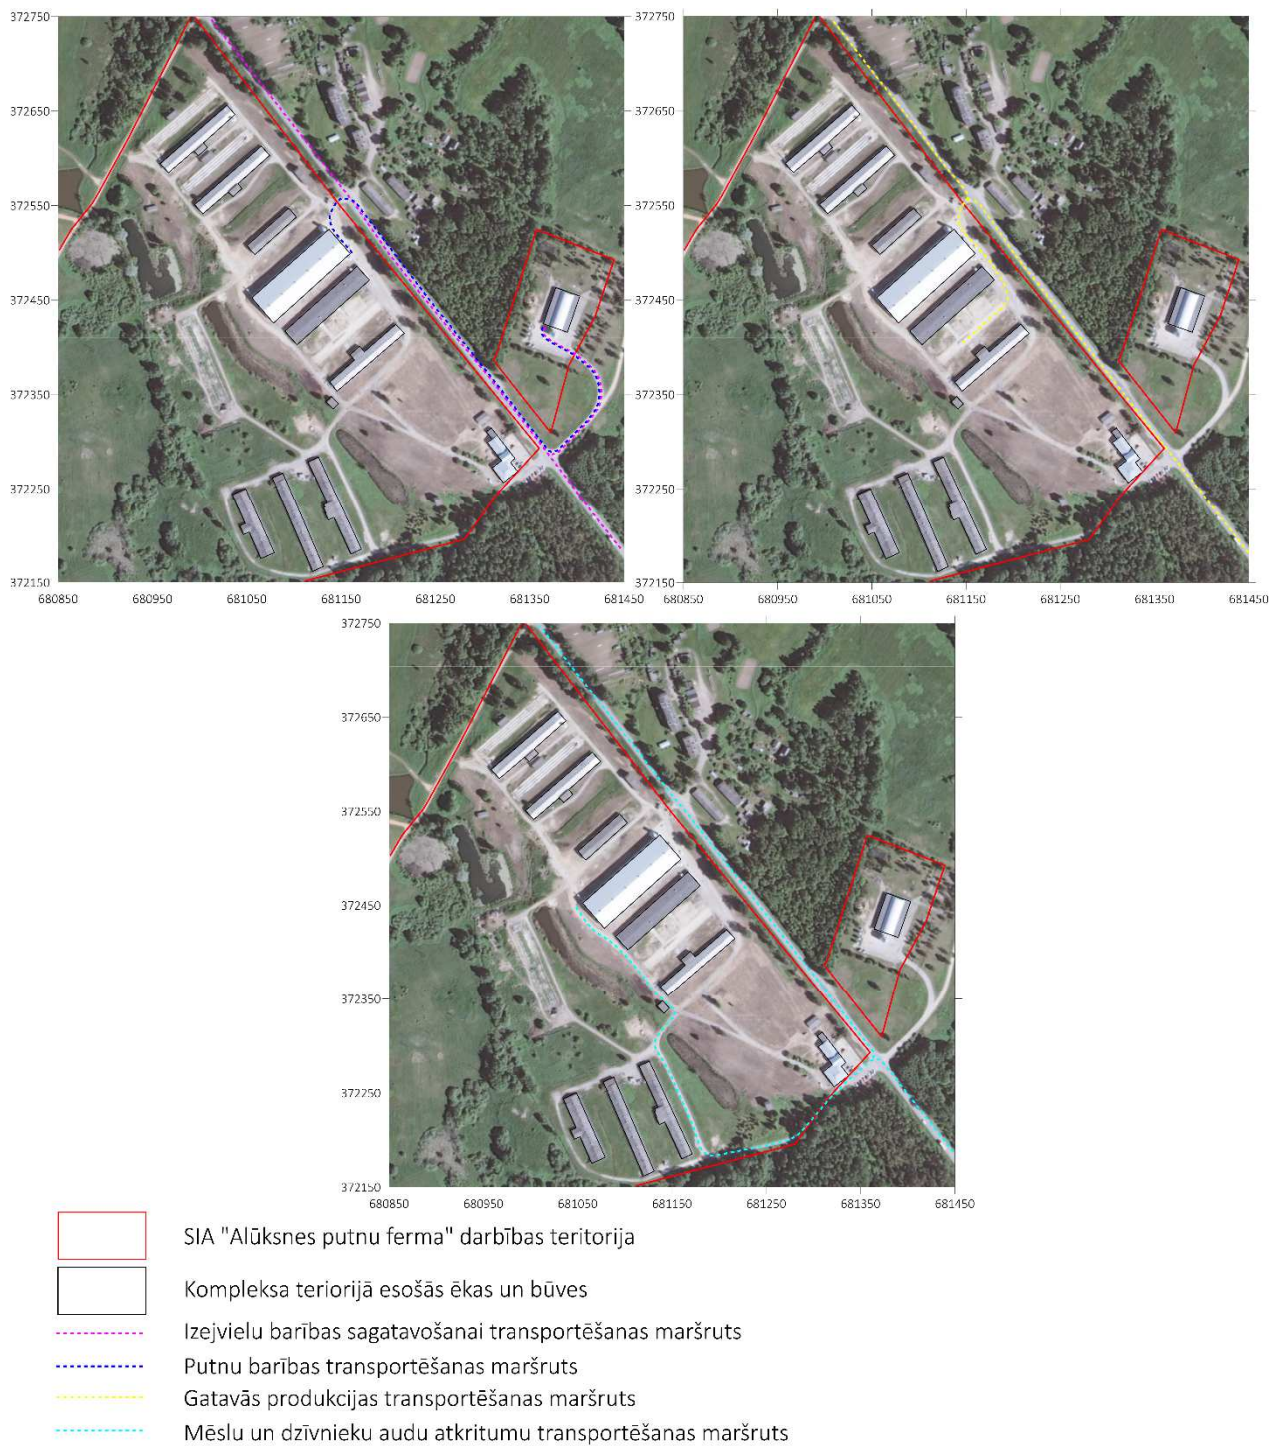 372750
372650
372550
372450
372350
372250
372150
680850 680950 681050 681150 681250 681350 681450
372750
372650
372550
372450
372350
372250
372150
680850 680950 681050 681150 681250 681350 681450
372750
372650
372550
372450
372350
372250
372150
680850 680950 681050 681150 681250 681350 681450
SIA "Alūksnes putnu ferma" darbības teritorija
Kompleksa teriorijā esošās ēkas un būves
Izejvielu barības sagatavošanai transportēšanas maršruts
Putnu barības transportēšanas maršruts
Gatavās produkcijas transportēšanas maršruts
Mēslu un dzīvnieku audu atkritumu transportēšanas maršruts